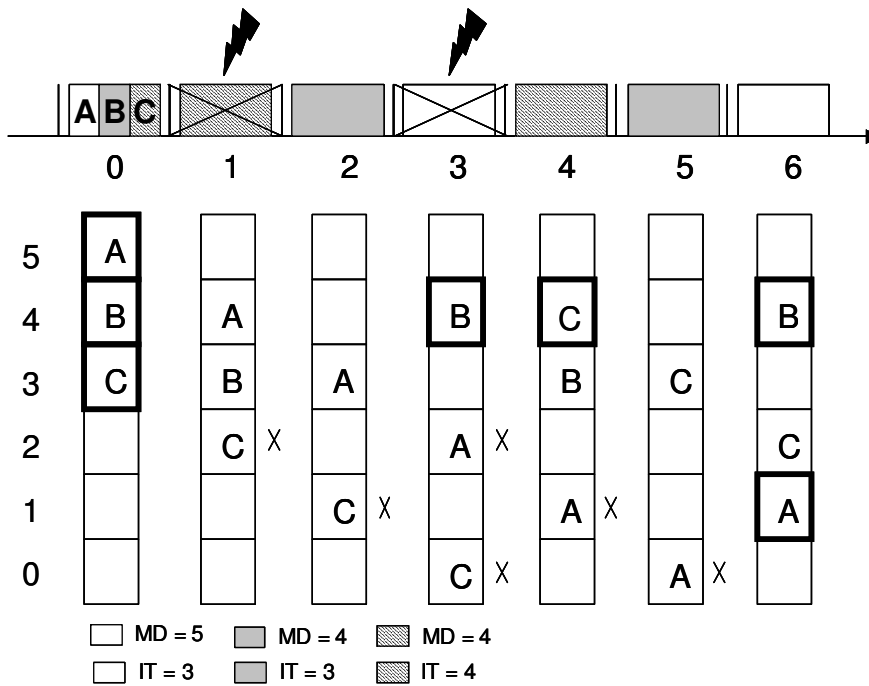 A B C
0 1 2 3 4 5 6
5 A
4 B A B C B
3 C B A B C
2 C X A X C
1 C X A X A
0 C X A X
MD = 5 MD = 4 MD = 4
IT = 3 IT = 3 IT = 4